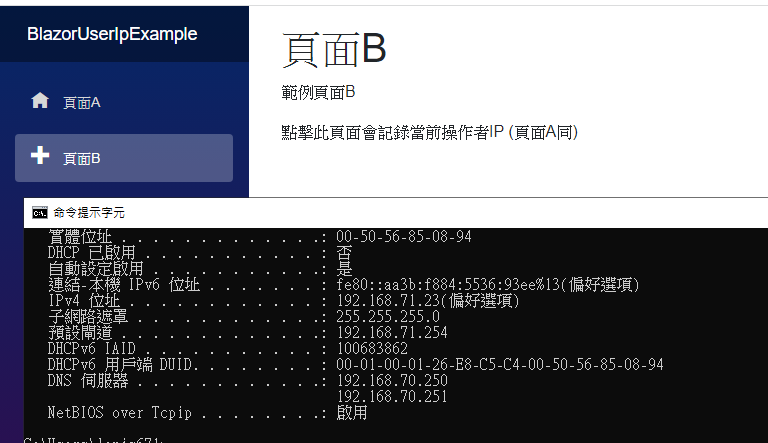 BlazorUserIpExample
頁面A
頁面B
頁面B
範例頁面B
點擊此頁面會記錄當前操作者IP (頁面A同)
命令提示字元
實體位址 . . . . . . . . . . . . .: 00-50-56-85-08-94
DHCP 已啟用 . . . . . . . . . . . .: 否
自動設定啟用 . . . . . . . . . . .: 是
連結-本機 IPv6 位址 . . . . . . . .: fe80::aa3b:f884:5536:93ee%13(偏好選項)
IPv4 位址 . . . . . . . . . . . . .: 192.168.71.23(偏好選項)
子網路遮罩 . . . . . . . . . . . .: 255.255.255.0
預設閘道 . . . . . . . . . . . . .: 192.168.71.254
DHCPv6 IAID . . . . . . . . . . . .: 100683862
DHCPv6 用戶端 DUID. . . . . . . . .: 00-01-00-01-26-E8-C5-C4-00-50-56-85-08-94
DNS 伺服器 . . . . . . . . . . . .: 192.168.70.250
192.168.70.251
NetBIOS over Tcpip . . . . . . . .: 啟用